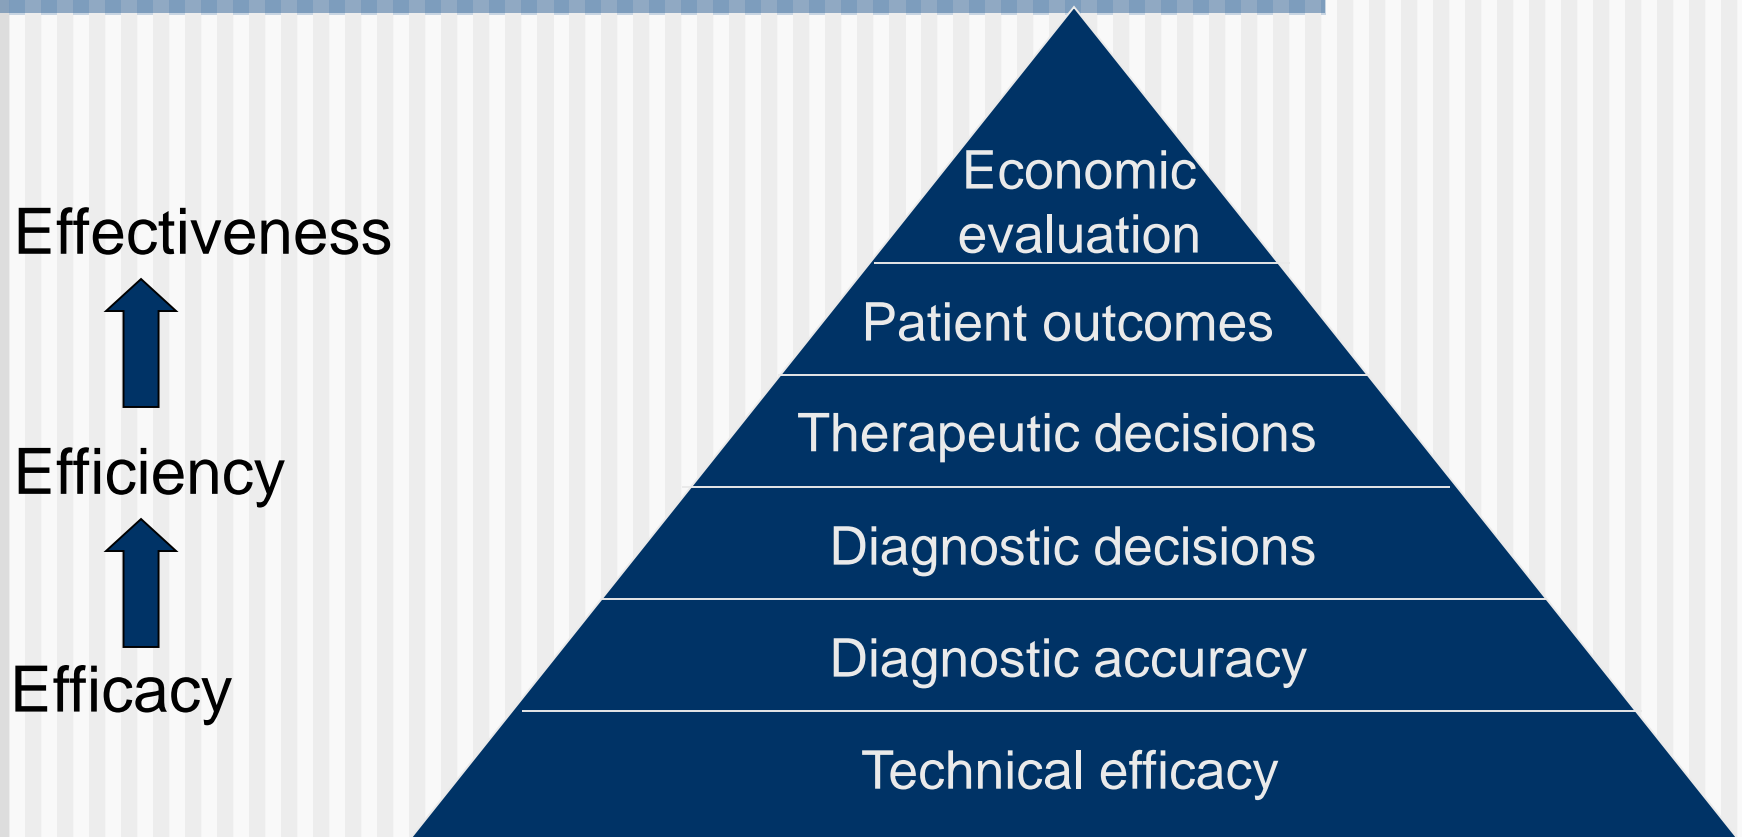 Effectiveness
Efficiency
Efficacy
Economic
evaluation
Patient outcomes
Therapeutic decisions
Diagnostic decisions
Diagnostic accuracy
Technical efficacy